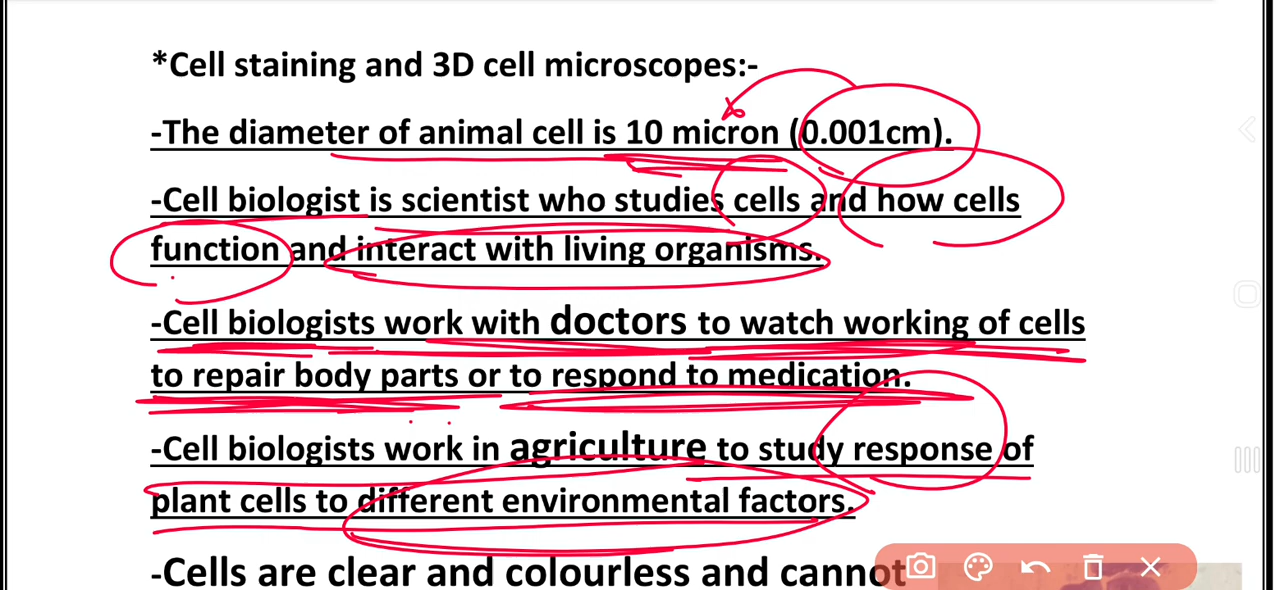 *Cell staining and 3D cell microscopes:-
-The diameter of animal cell is 10 micron (0.001cm).
-Cell biologist is scientist who studies cells and how cells
function and interact with living organisms.
-Cell biologists work with doctors to watch working of cells
to repair body parts or to respond to medication.
-Cell biologists work in agriculture to study response of
plant cells to different environmental factors.
-Cells are clear and colourless and cannot